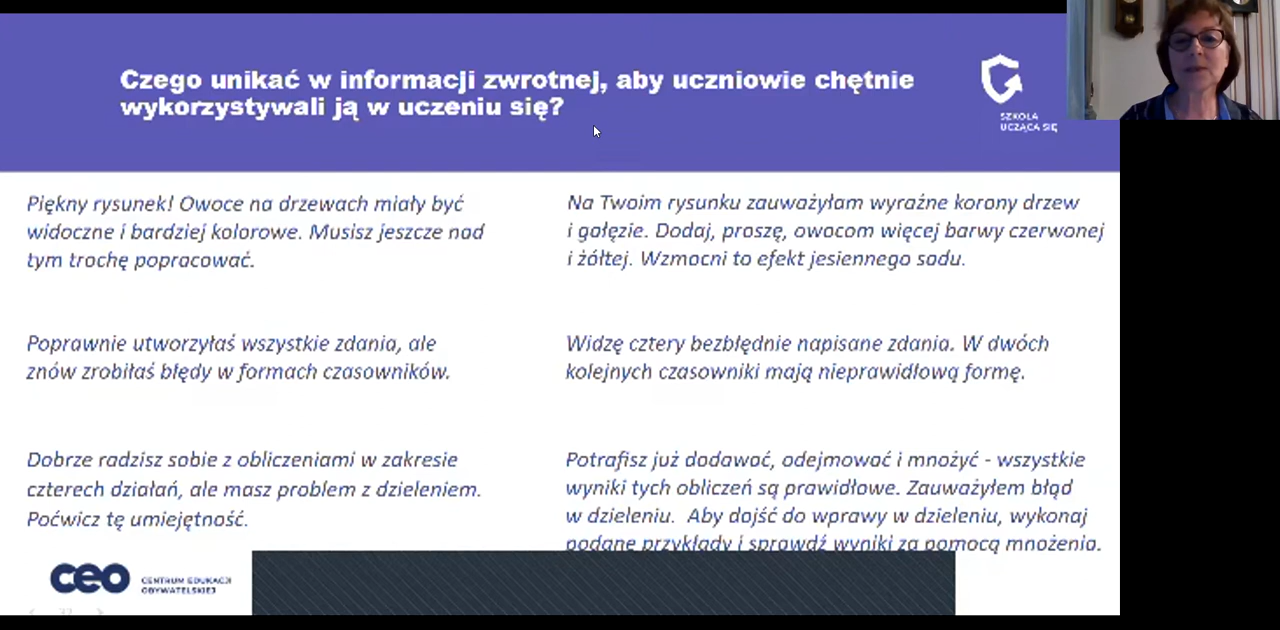 Czego unikać w informacji zwrotnej, aby uczniowie chętnie
wykorzystywali ją w uczeniu się?
SZKOŁA
UCZĄCA SIĘ
Piękny rysunek! Owoce na drzewach miały być
widoczne i bardziej kolorowe. Musisz jeszcze nad
tym trochę popracować.
Na Twoim rysunku zauważyłam wyraźne korony drzew
i gałęzie. Dodaj, proszę, owocom więcej barwy czerwonej
i żółtej. Wzmocni to efekt jesiennego sadu.
Poprawnie utworzyłaś wszystkie zdania, ale
znów zrobiłaś błędy w formach czasowników.
Widzę cztery bezbłędnie napisane zdania. W dwóch
kolejnych czasowniki mają nieprawidłową formę.
Dobrze radzisz sobie z obliczeniami w zakresie
czterech działań, ale masz problem z dzieleniem.
Poćwicz tę umiejętność.
Potrafisz już dodawać, odejmować i mnożyć - wszystkie
wyniki tych obliczeń są prawidłowe. Zauważyłem błąd
w dzieleniu. Aby dojść do wprawy w dzieleniu, wykonaj
podane przykłady i sprawdź wyniki za pomocą mnożenia.
ceo
CENTRUM EDUKACJI
OBYWATELSKIEJ
32